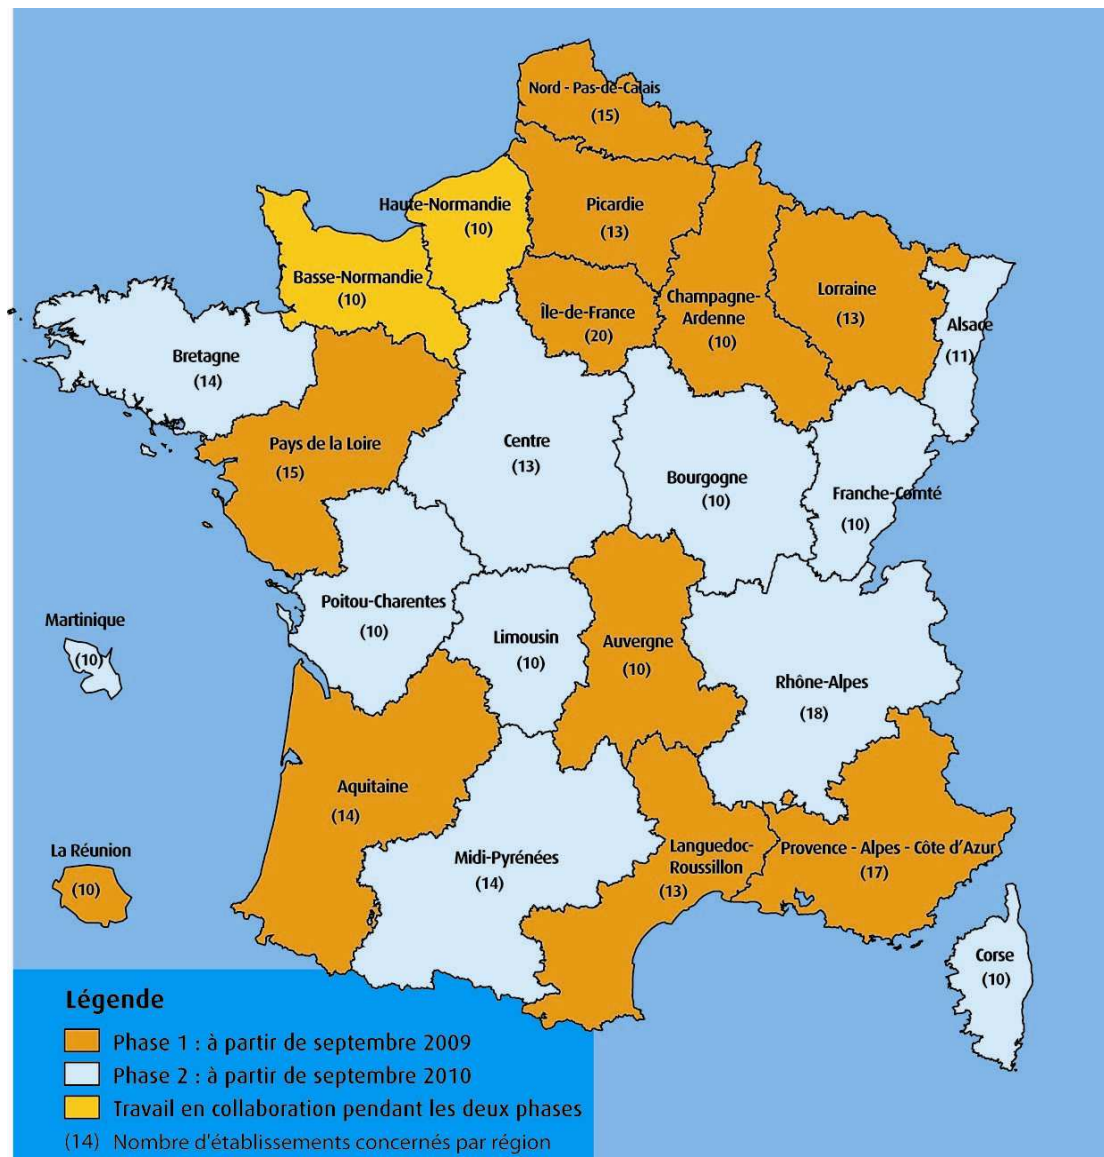 Nord - Pas-de-Calais
(15)
Haute-Normandie
(10)
Picardie
(13)
Basse-Normandie
(10)
Île-de-France
(20)
Champagne-
Ardenne
(10)
Lorraine
(13)
Alsace
(11)
Bretagne
(14)
Pays de la Loire
(15)
Centre
(13)
Bourgogne
(10)
Franche-Comté
(10)
Martinique
(10)
Poitou-Charentes
(10)
Limousin
(10)
Auvergne
(10)
Rhône-Alpes
(18)
Aquitaine
(14)
La Réunion
(10)
Midi-Pyrénées
(14)
Languedoc-
Roussillon
(13)
Provence - Alpes - Côte d'Azur
(17)
Corse
(10)
Légende
Phase 1 : à partir de septembre 2009
Phase 2 : à partir de septembre 2010
Travail en collaboration pendant les deux phases
(14) Nombre d'établissements concernés par région